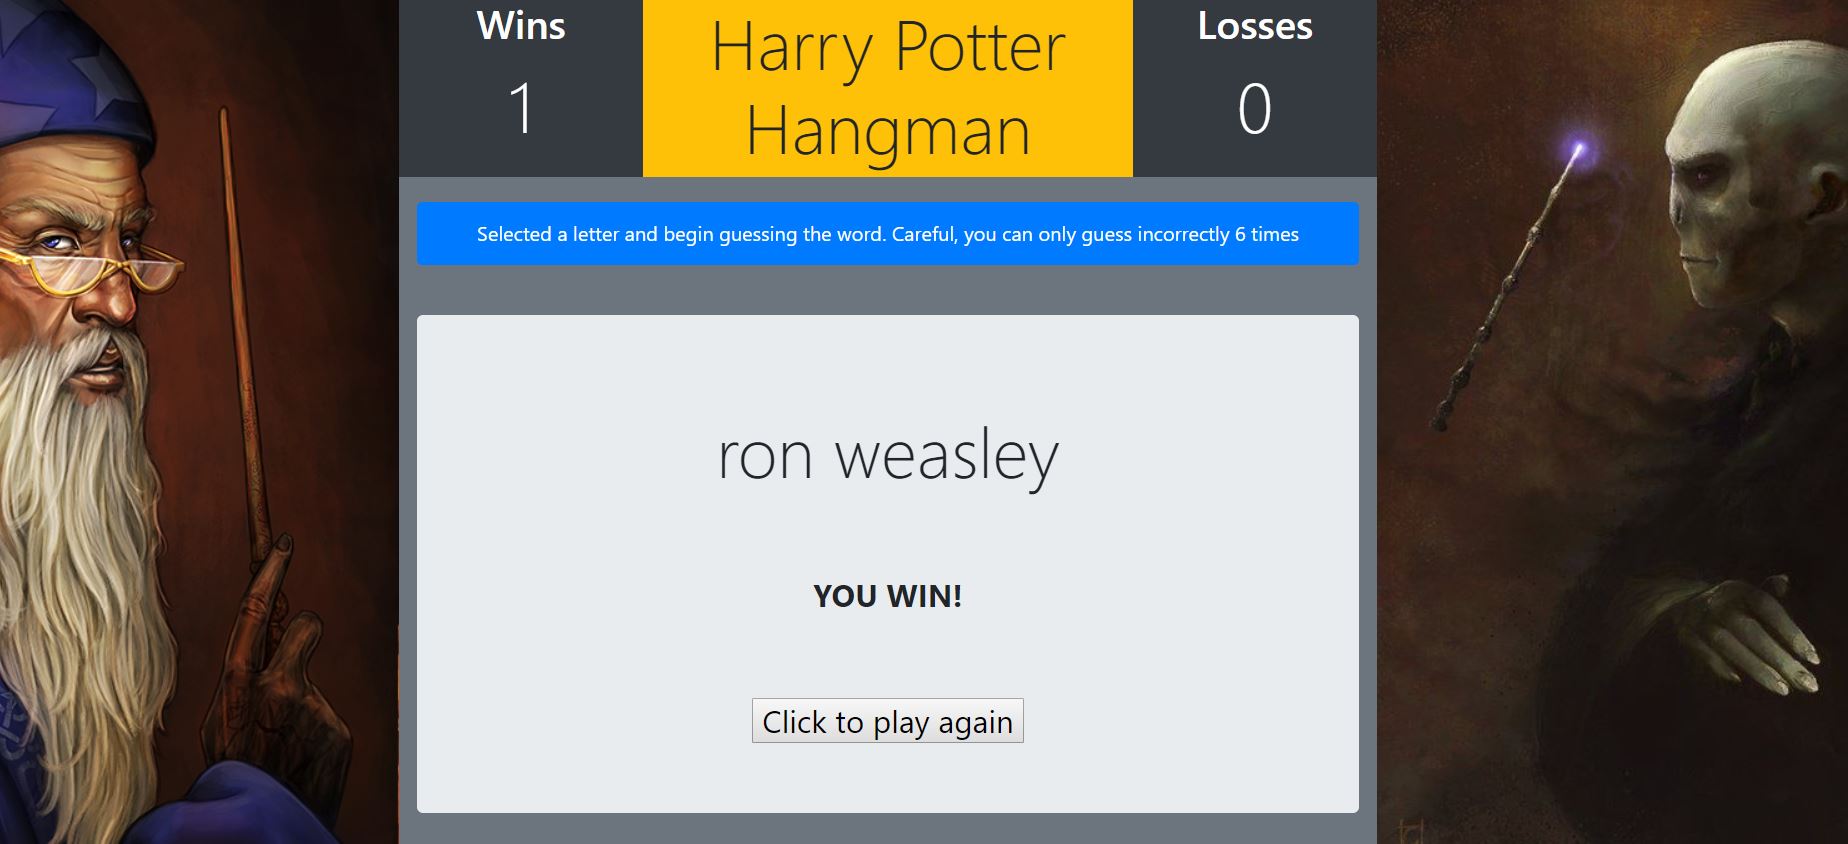 Wins
1
Harry Potter
Hangman
Losses
0
Selected a letter and begin guessing the word. Careful, you can only guess incorrectly 6 times
ron weasley
YOU WIN!
Click to play again